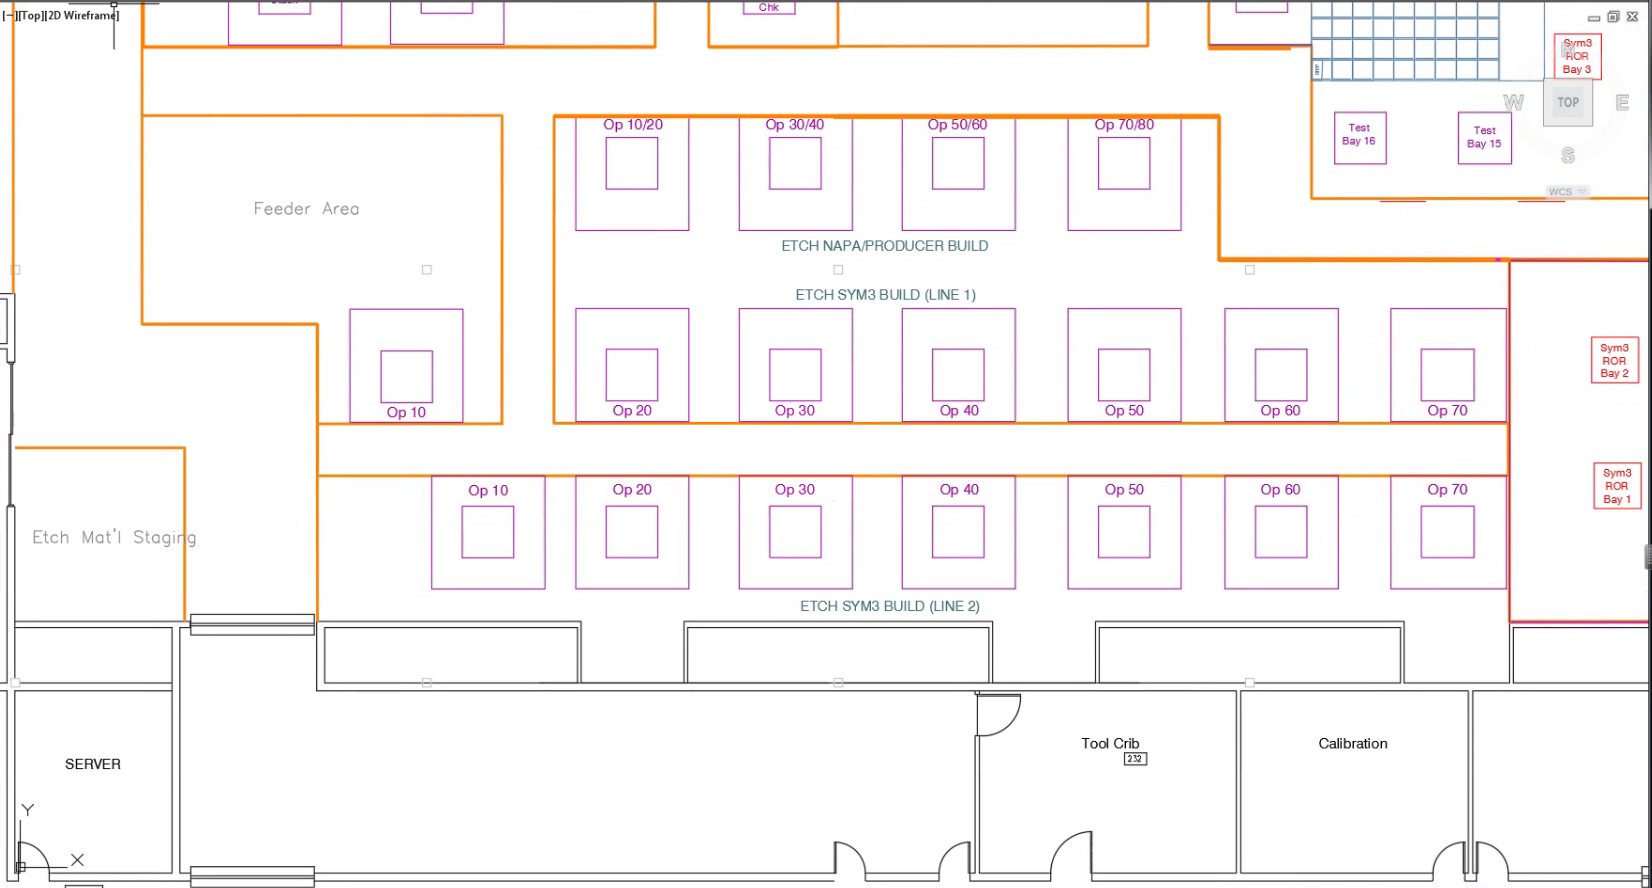 [−][Top][2D Wireframe]
Chk
Sym3
ROR
Bay 3
W
TOP
E
S
WCS
Test
Bay 16
Test
Bay 15
Op 10/20
Op 30/40
Op 50/60
Op 70/80
Feeder Area
ETCH NAPA/PRODUCER BUILD
ETCH SYM3 BUILD (LINE 1)
Sym3
ROR
Bay 2
Op 10
Op 20
Op 30
Op 40
Op 50
Op 60
Op 70
Op 10
Op 20
Op 30
Op 40
Op 50
Op 60
Op 70
Sym3
ROR
Bay 1
Etch Mat'l Staging
ETCH SYM3 BUILD (LINE 2)
SERVER
Tool Crib
232
Calibration
Y
X